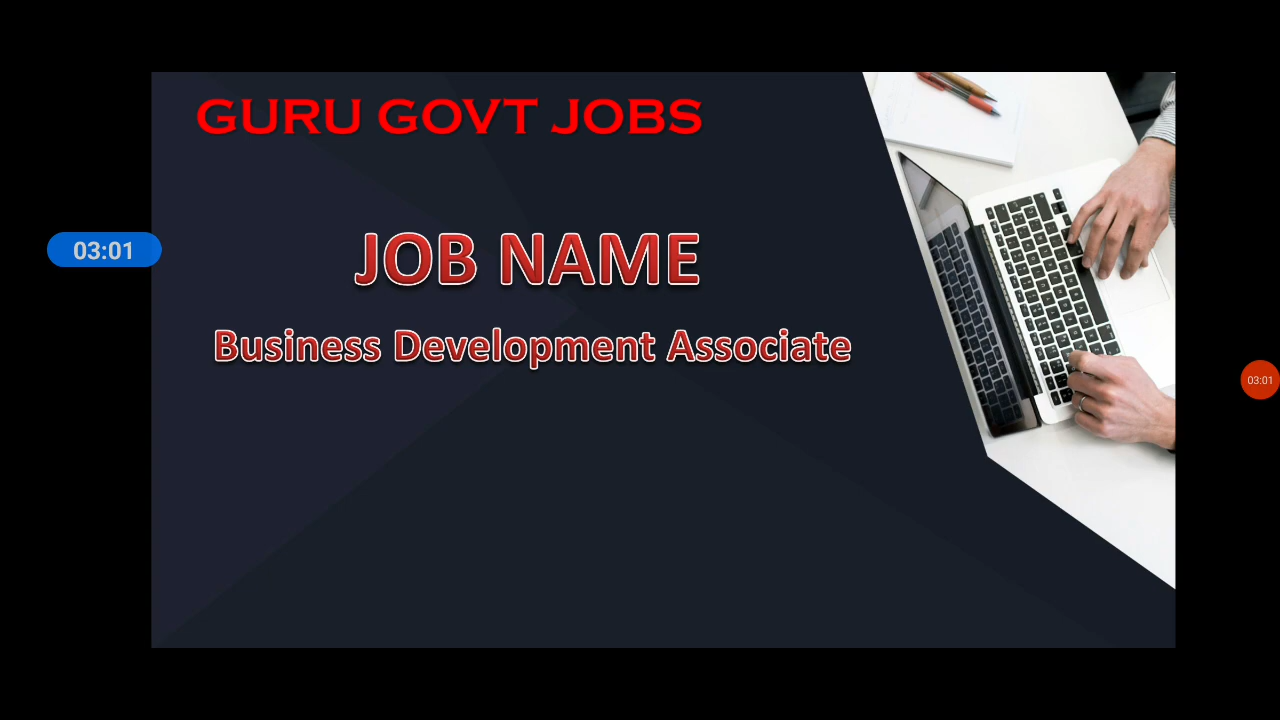 GURU GOVT JOBS
JOB NAME
03:01
Business Development Associate
03:01